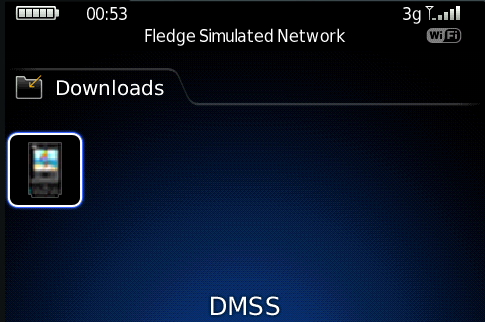 00:53 3g
Fledge Simulated Network WiFi
Downloads
DMSS